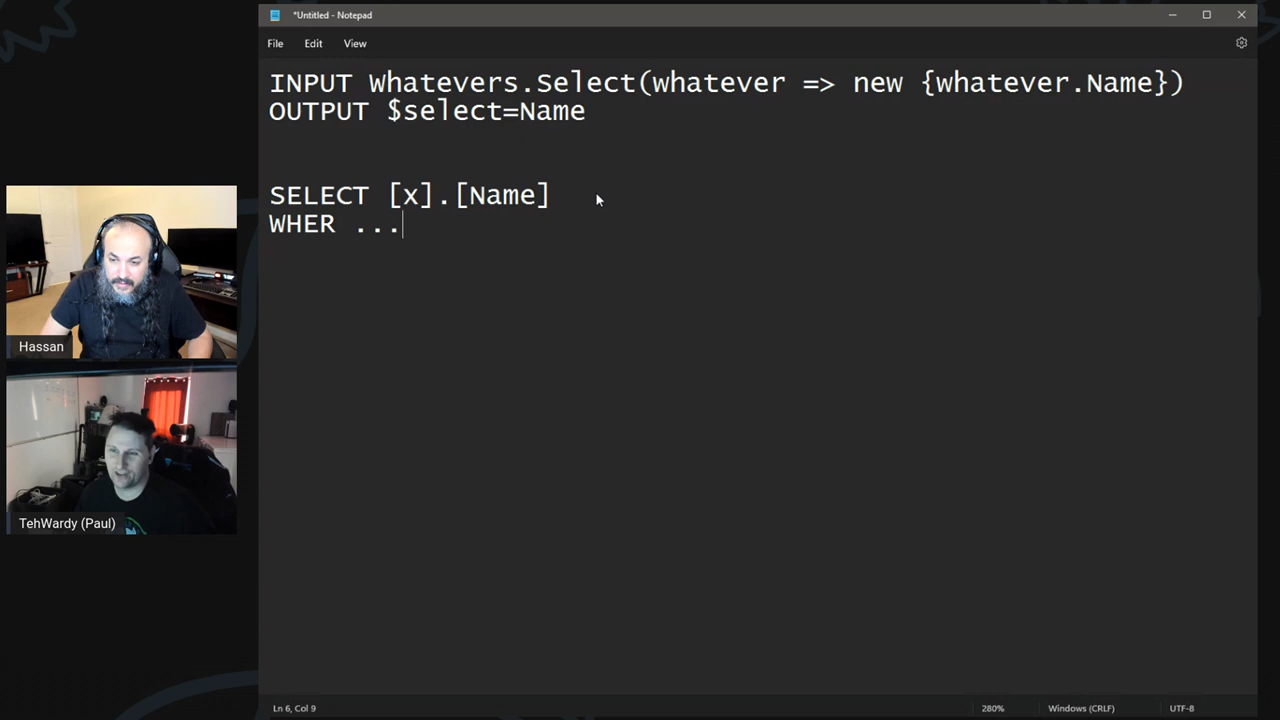 *Untitled - Notepad
File Edit View
INPUT Whatevers.Select(whatever => new {whatever.Name})
OUTPUT $select=Name
SELECT [x].[Name]
WHER ...
Hassan
TehWardy (Paul)
Ln 6, Col 9 280% Windows (CRLF) UTF-8